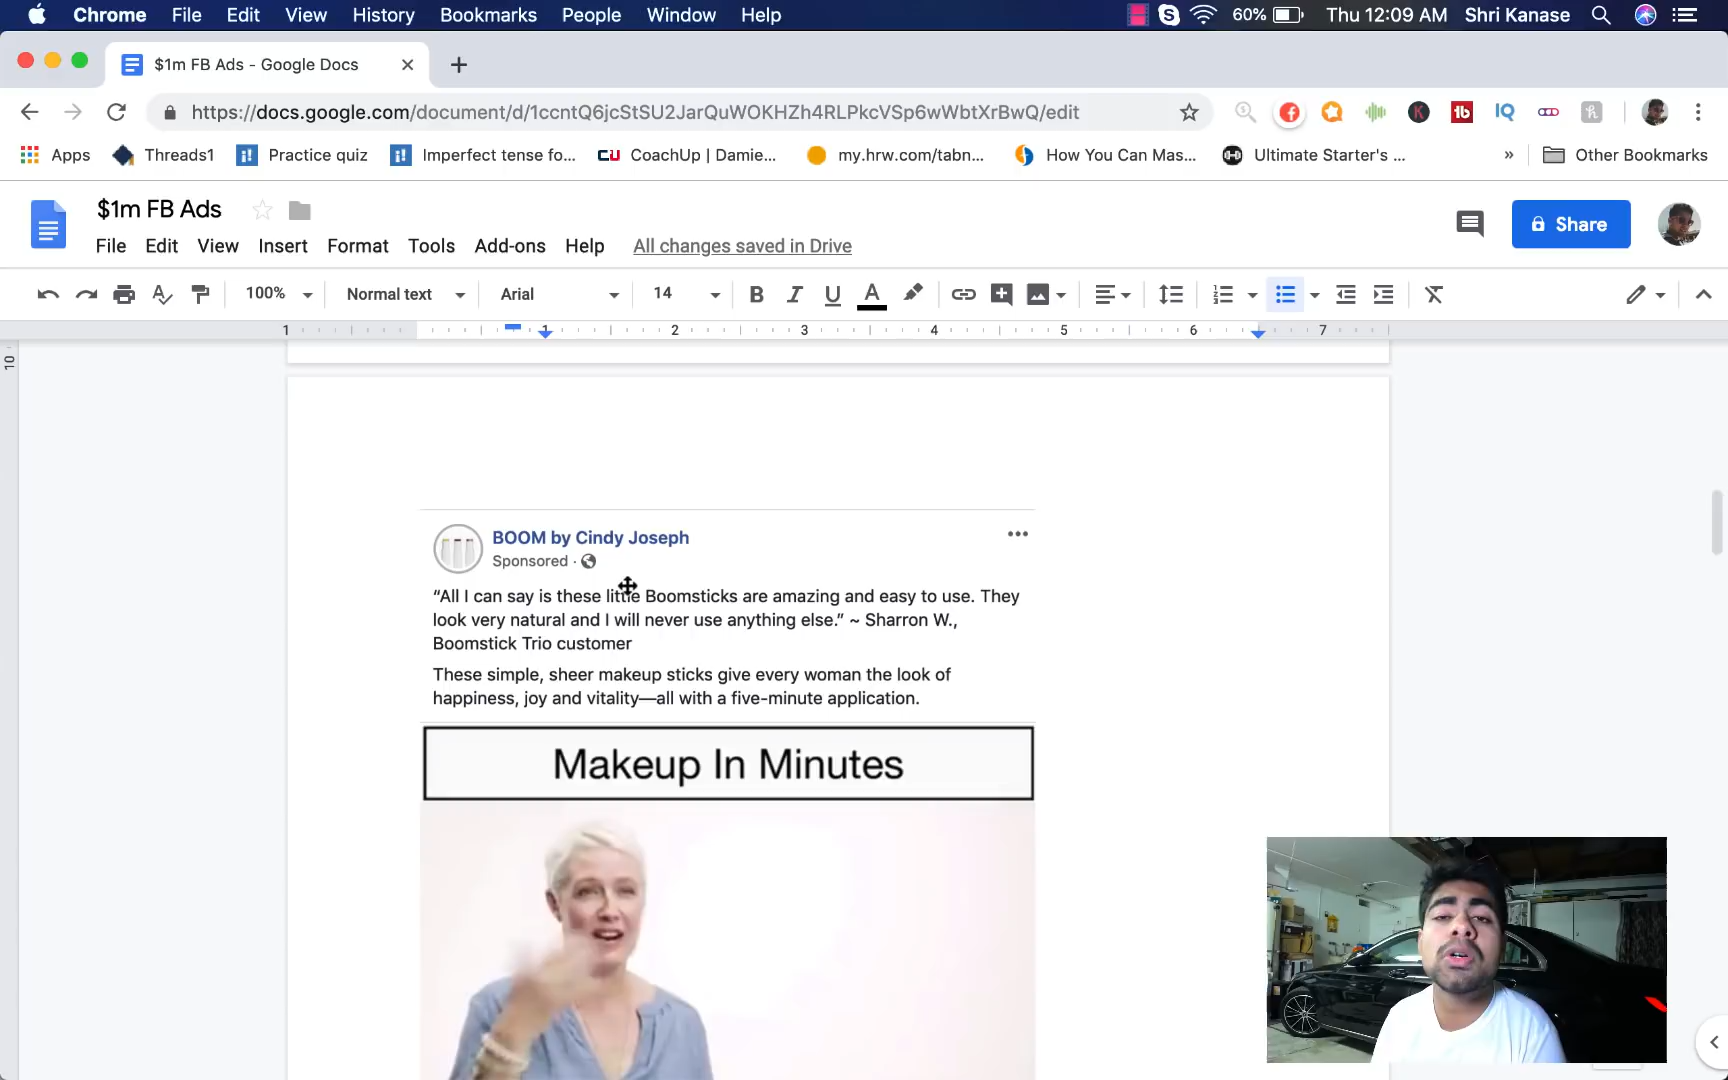 Chrome File Edit View History Bookmarks People Window Help 60% Thu 12:09 AM Shri Kanase
$1m FB Ads - Google Docs
https://docs.google.com/document/d/1ccntQ6jcStSU2JarQuWOKHZh4RLPkcVSp6wWbtXrBwQ/edit
Apps Threads1 Practice quiz Imperfect tense fo... CoachUp | Damie... my.hrw.com/tabn... How You Can Mas... Ultimate Starter's ... » Other Bookmarks
$1m FB Ads
File Edit View Insert Format Tools Add-ons Help All changes saved in Drive
Share
100% Normal text Arial 14 B I U A
1 1 2 3 4 5 6 7
10
BOOM by Cindy Joseph
Sponsored ·
“All I can say is these little Boomsticks are amazing and easy to use. They
look very natural and I will never use anything else.” ~ Sharron W.,
Boomstick Trio customer
These simple, sheer makeup sticks give every woman the look of
happiness, joy and vitality—all with a five-minute application.
Makeup In Minutes